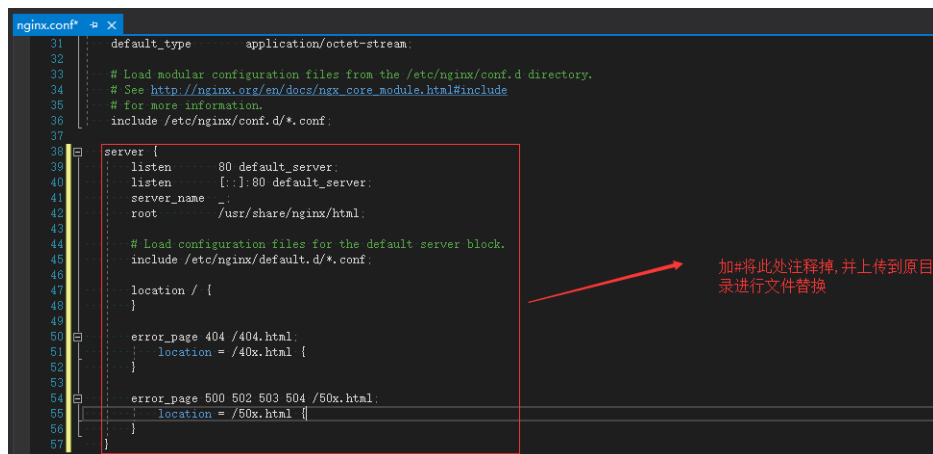 nginx.conf*
31 default_type application/octet-stream;
32
33 # Load modular configuration files from the /etc/nginx/conf.d directory.
34 # See http://nginx.org/en/docs/ngx_core_module.html#include
35 # for more information.
36 include /etc/nginx/conf.d/*.conf;
37
38 server {
39 listen 80 default_server;
40 listen [::]:80 default_server;
41 server_name _;
42 root /usr/share/nginx/html;
43
44 # Load configuration files for the default server block.
45 include /etc/nginx/default.d/*.conf;
46
47 location / {
48 }
49
50 error_page 404 /404.html;
51 location = /40x.html {
52 }
53
54 error_page 500 502 503 504 /50x.html;
55 location = /50x.html {
56 }
57 }
加#将此处注释掉,并上传到原目
录进行文件替换